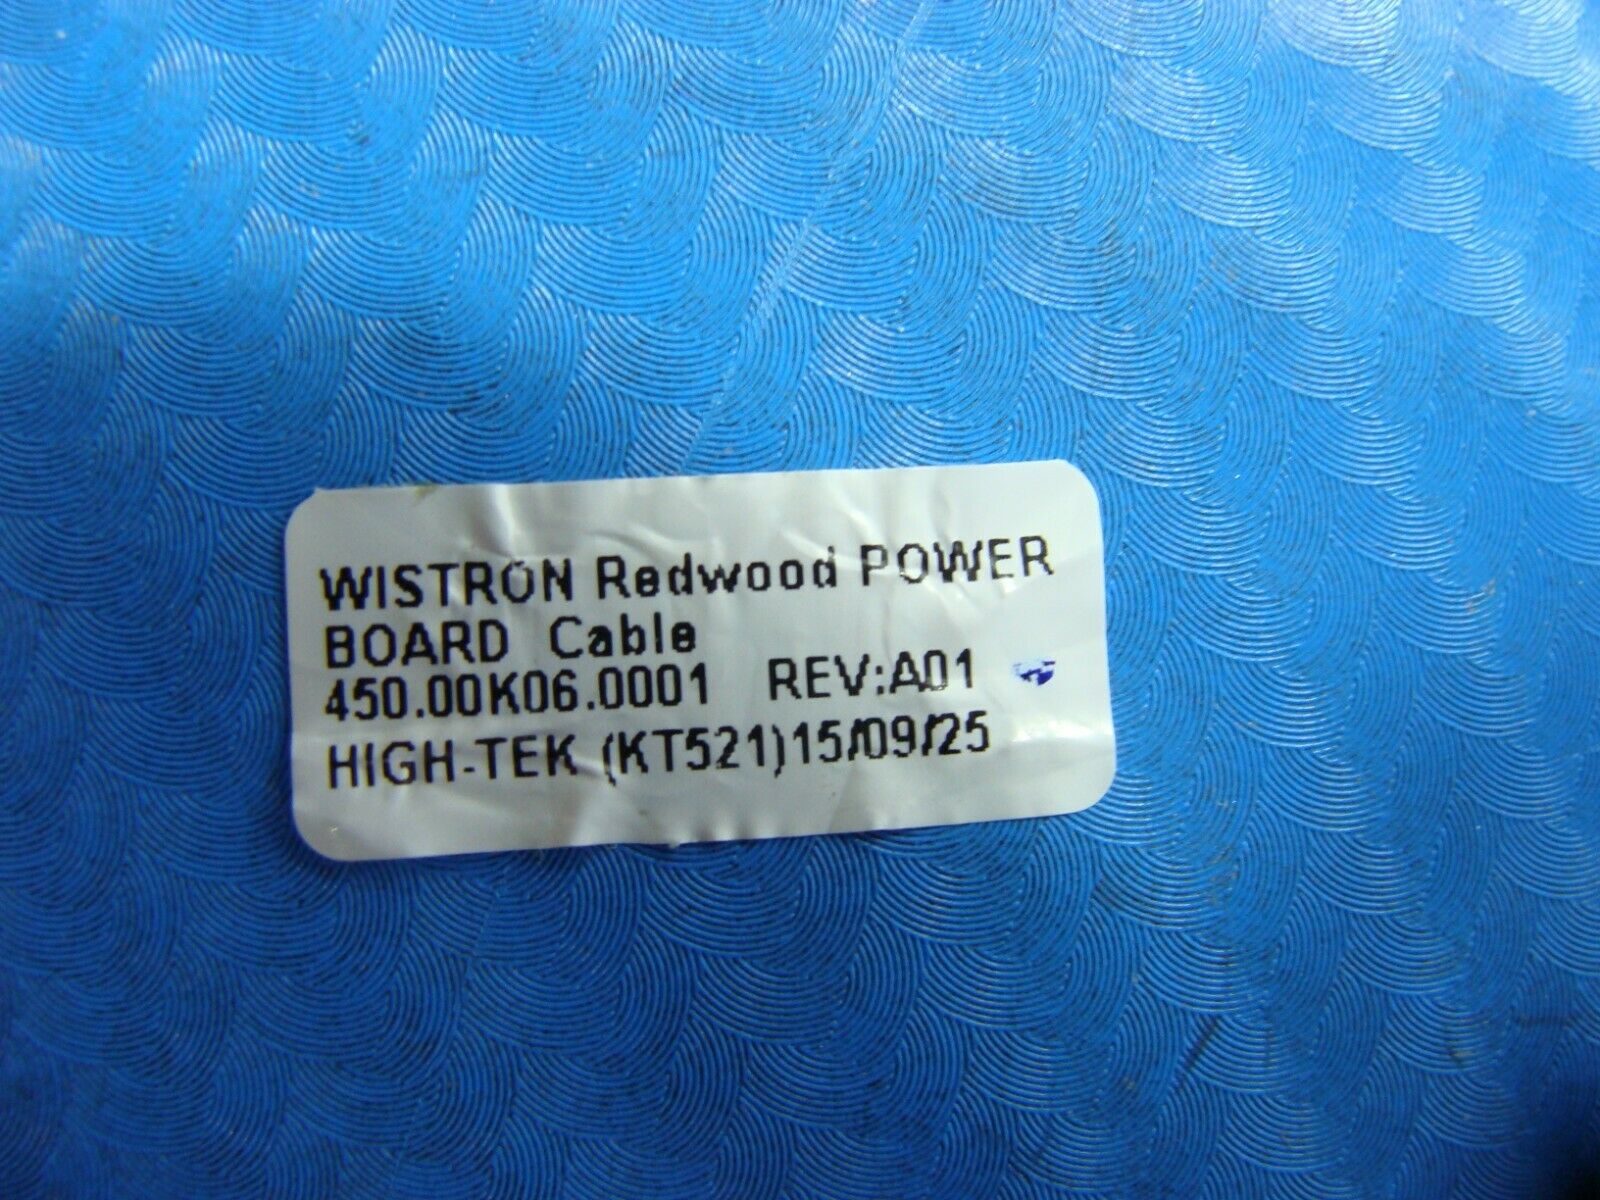 WISTRON Redwood POWER
BOARD Cable
450.00K06.0001 REV:A01
HIGH-TEK (KT521)15/09/25